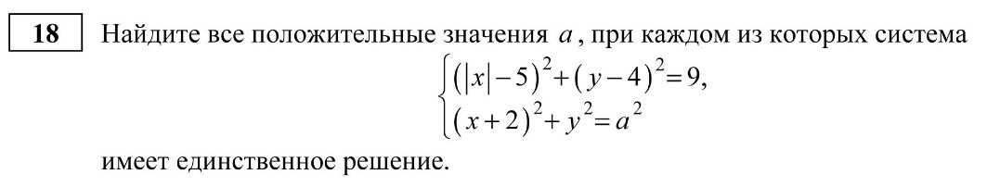 18 Найдите все положительные значения a, при каждом из которых система
(|x|−5)²+(y−4)²=9,
(x+2)²+y²=a²
имеет единственное решение.